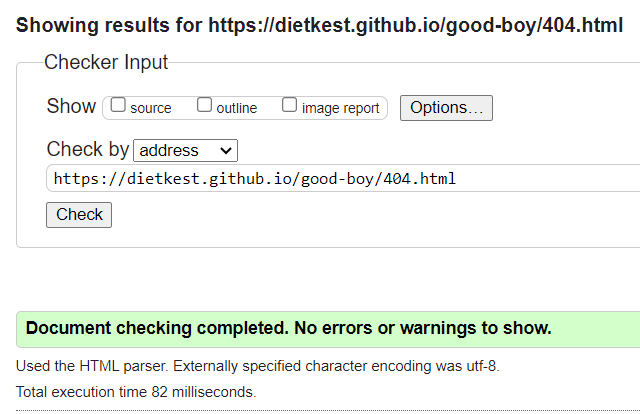 Showing results for https://dietkest.github.io/good-boy/404.html
Checker Input
Show source outline image report Options...
Check by address
https://dietkest.github.io/good-boy/404.html
Check
Document checking completed. No errors or warnings to show.
Used the HTML parser. Externally specified character encoding was utf-8.
Total execution time 82 milliseconds.